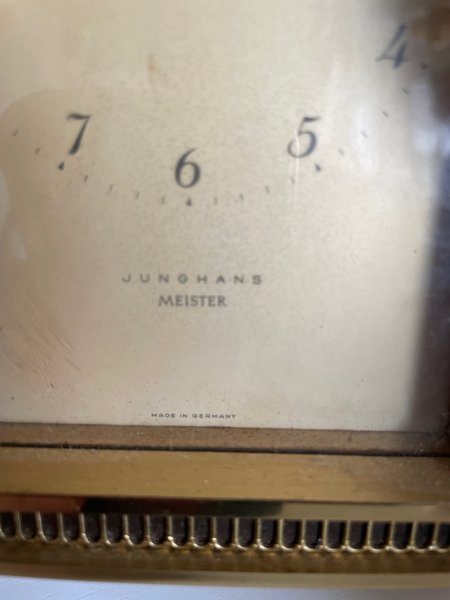 4
7 6 5
JUNGHANS
MEISTER
MADE IN GERMANY